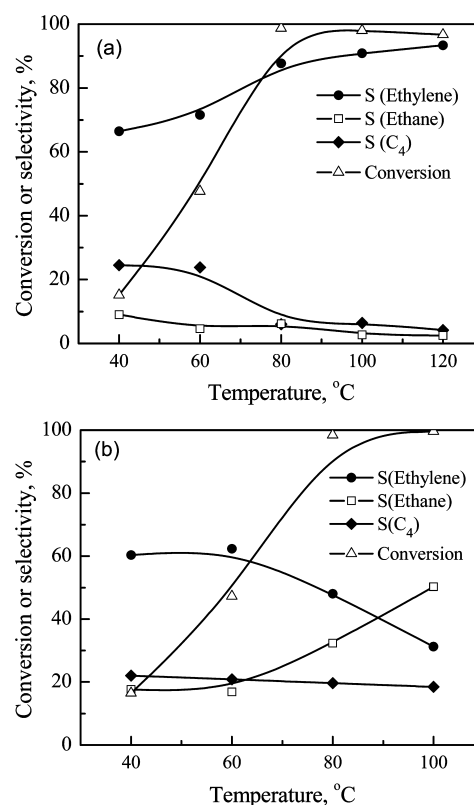 (a)
100
80
60
40
20
0
Conversion or selectivity, %
S (Ethylene)
S (Ethane)
S (C₄)
Conversion
40 60 80 100 120
Temperature, °C
(b)
100
80
60
40
20
0
Conversion or selectivity, %
S(Ethylene)
S(Ethane)
S(C₄)
Conversion
40 60 80 100
Temperature, °C